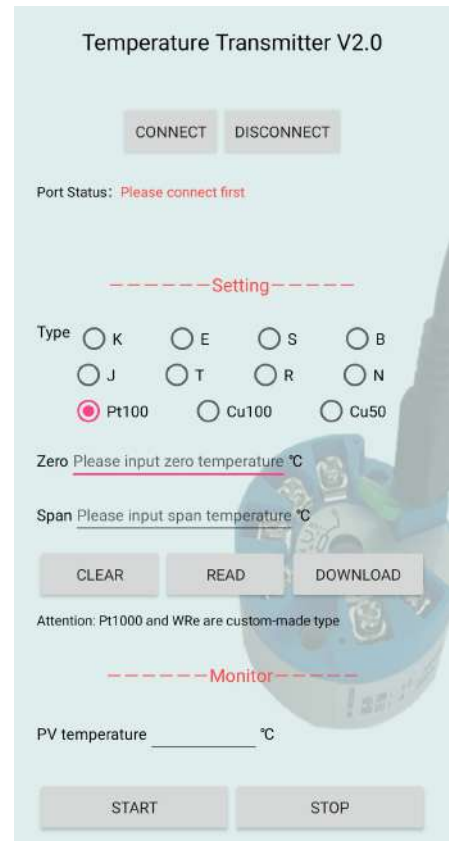 Temperature Transmitter V2.0
CONNECT DISCONNECT
Port Status: Please connect first
------Setting------
Type K E S B
J T R N
Pt100 Cu100 Cu50
Zero Please input zero temperature ℃
Span Please input span temperature ℃
CLEAR READ DOWNLOAD
Attention: Pt1000 and WRe are custom-made type
------Monitor------
PV temperature ℃
START STOP